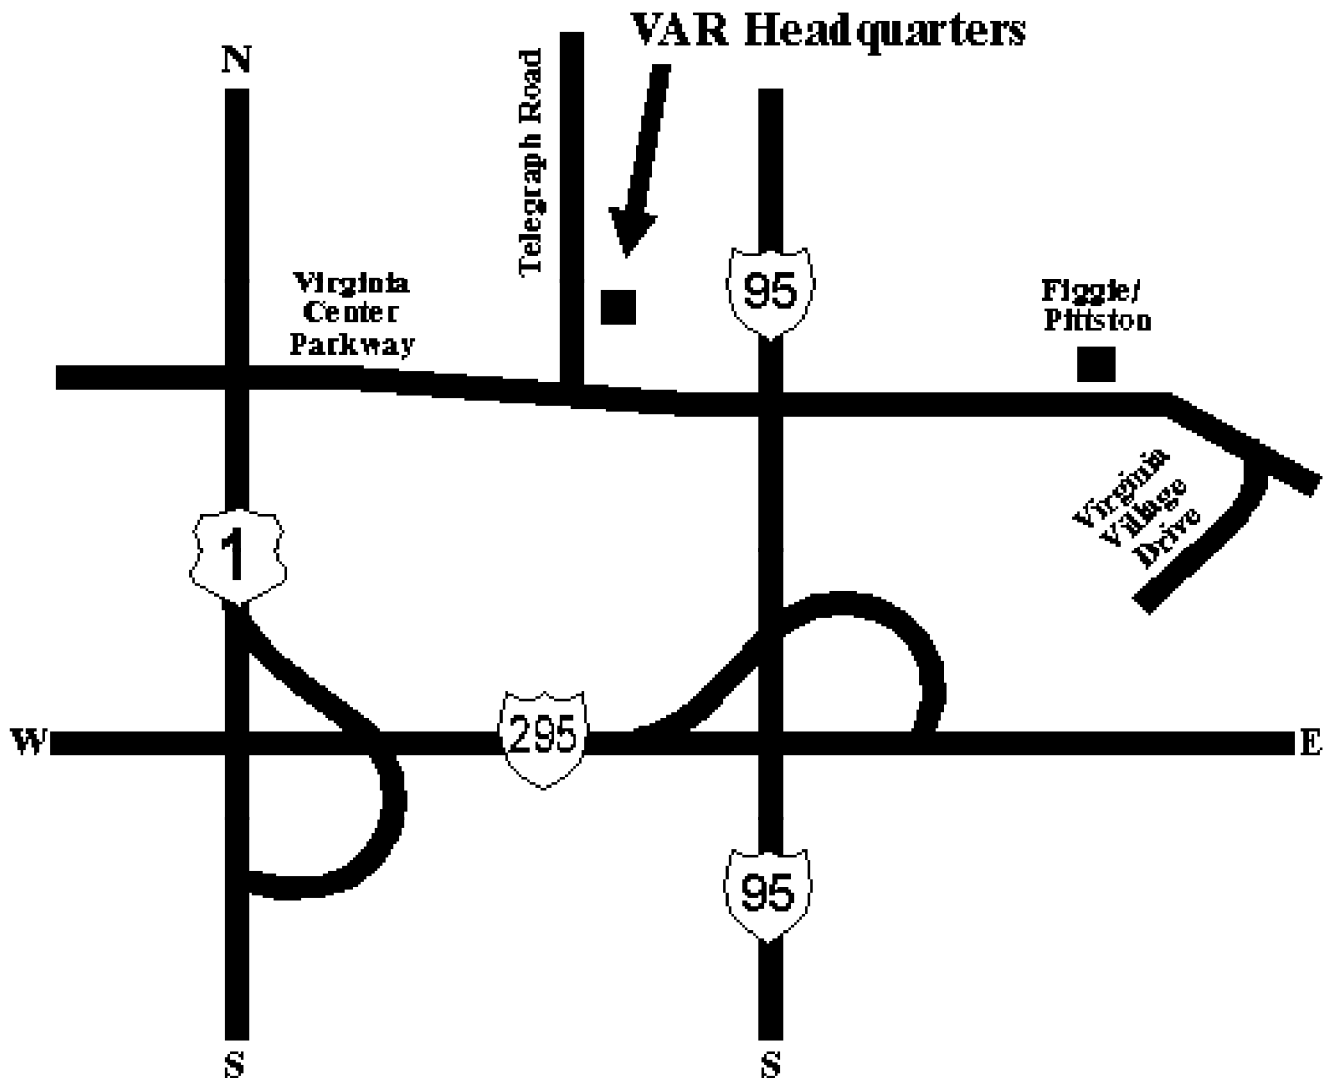 VAR Headquarters
N
Telegraph Road
95
Virginia
Center
Parkway
Figgie/
Pittston
Virginia
Village
Drive
1
W
295
E
95
S
S